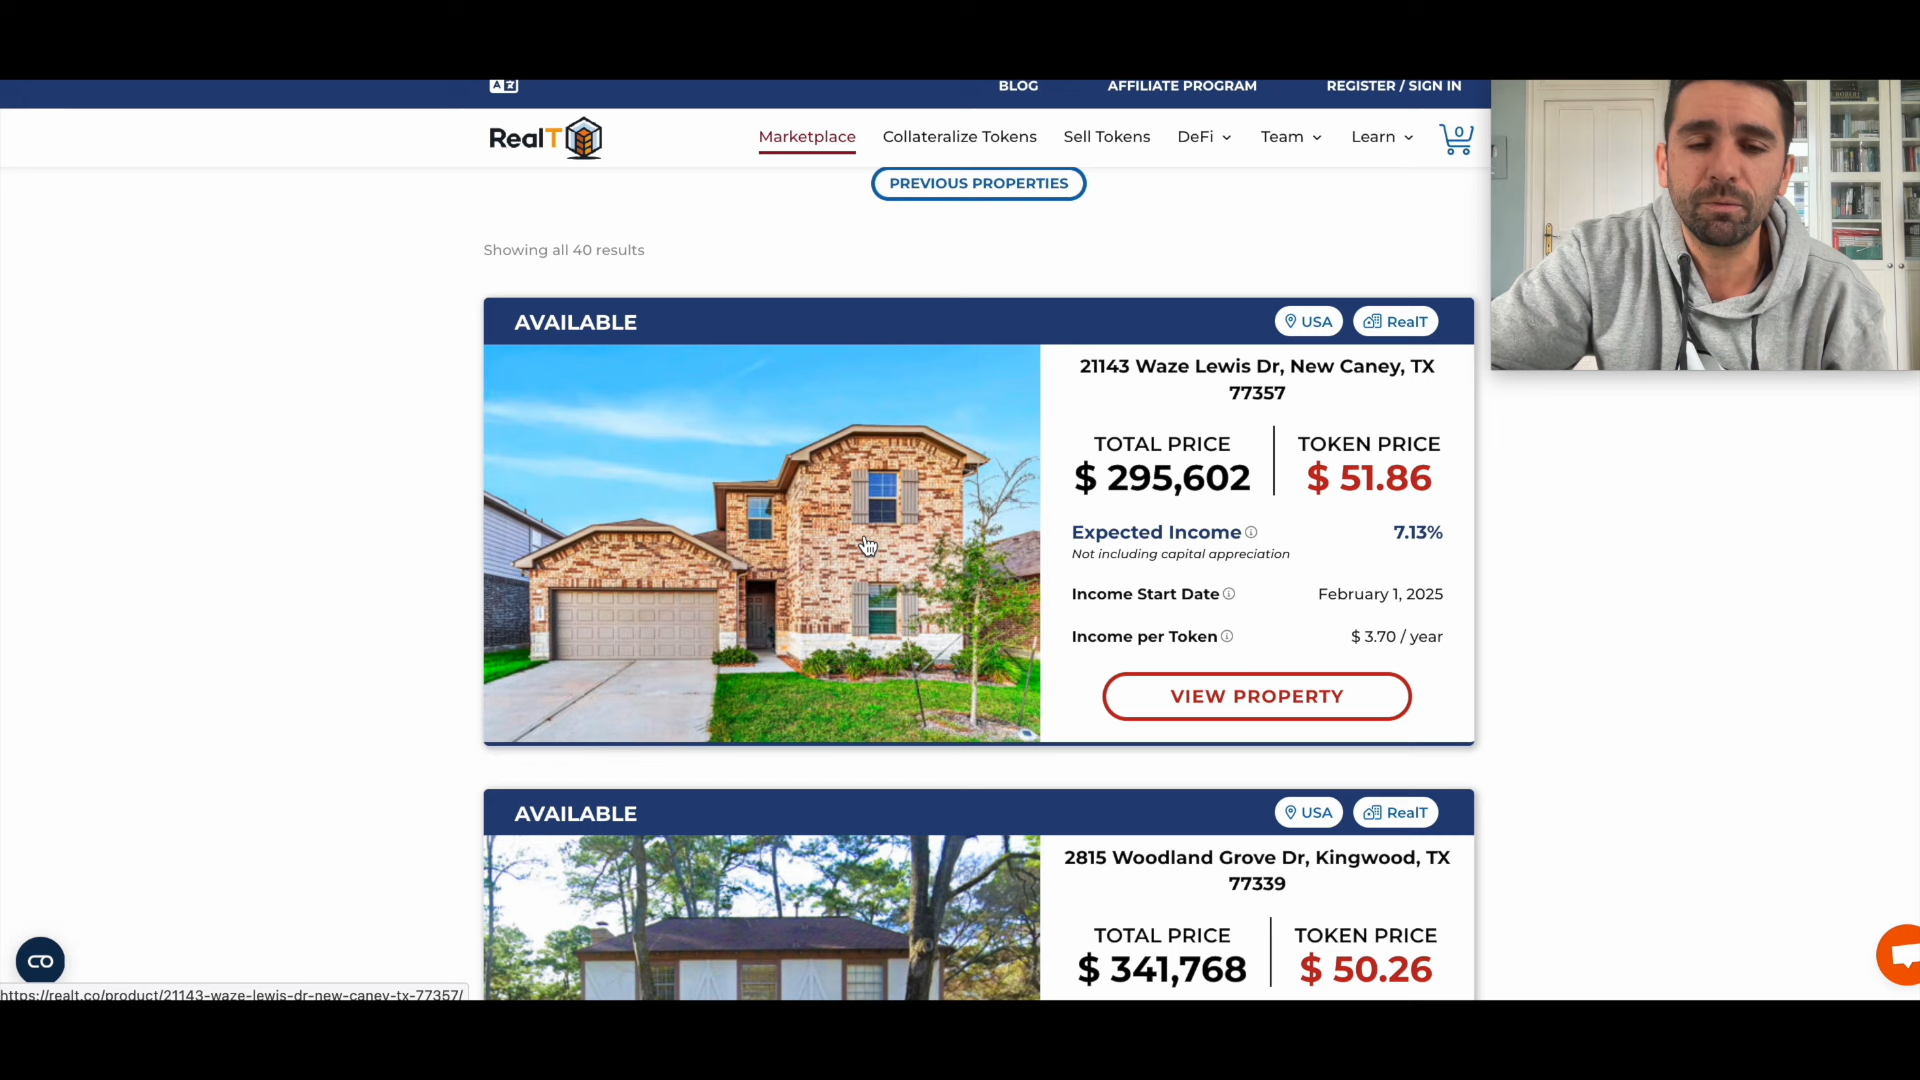 BLOG
AFFILIATE PROGRAM
REGISTER / SIGN IN
RealT
Marketplace
Collateralize Tokens
Sell Tokens
DeFi
Team
Learn
0
PREVIOUS PROPERTIES
Showing all 40 results
AVAILABLE
USA
RealT
21143 Waze Lewis Dr, New Caney, TX
77357
TOTAL PRICE
$ 295,602
TOKEN PRICE
$ 51.86
Expected Income
7.13%
Not including capital appreciation
Income Start Date
February 1, 2025
Income per Token
$ 3.70 / year
VIEW PROPERTY
AVAILABLE
USA
RealT
2815 Woodland Grove Dr, Kingwood, TX
77339
TOTAL PRICE
$ 341,768
TOKEN PRICE
$ 50.26
https://realt.co/product/21143-waze-lewis-dr-new-caney-tx-77357/